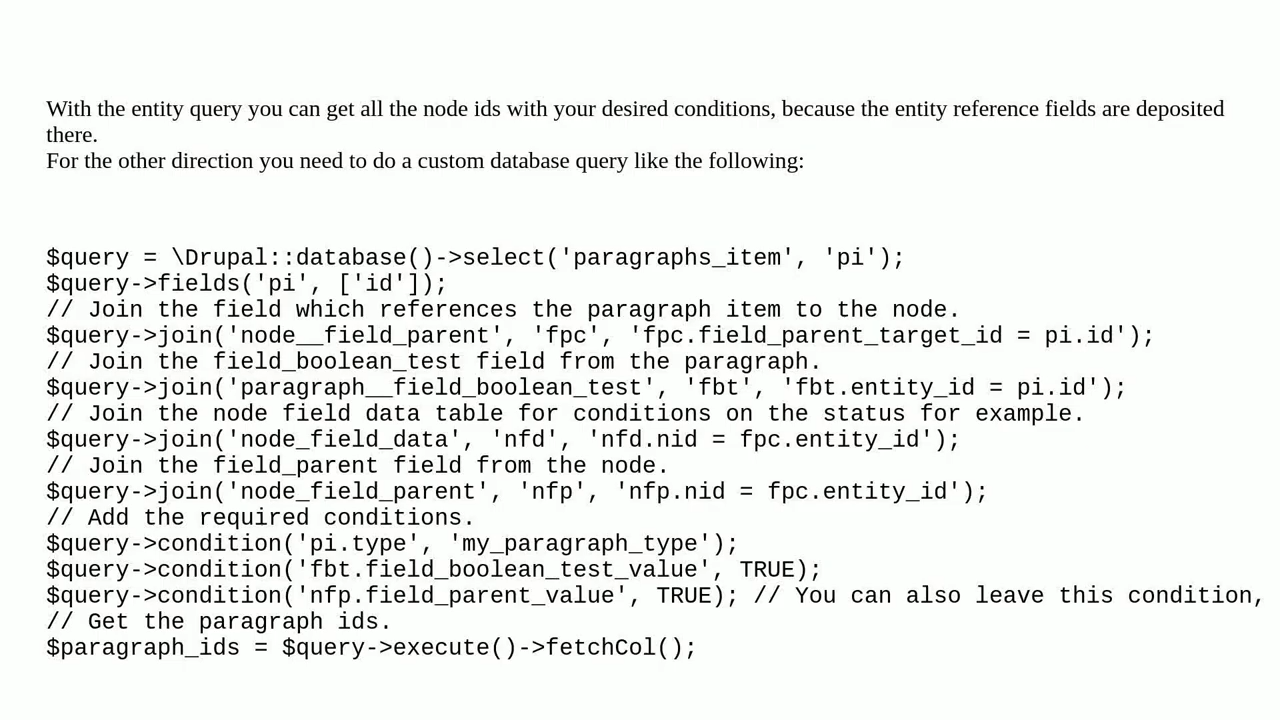 With the entity query you can get all the node ids with your desired conditions, because the entity reference fields are deposited
there.
For the other direction you need to do a custom database query like the following:
$query = \Drupal::database()->select('paragraphs_item', 'pi');
$query->fields('pi', ['id']);
// Join the field which references the paragraph item to the node.
$query->join('node__field_parent', 'fpc', 'fpc.field_parent_target_id = pi.id');
// Join the field_boolean_test field from the paragraph.
$query->join('paragraph__field_boolean_test', 'fbt', 'fbt.entity_id = pi.id');
// Join the node field data table for conditions on the status for example.
$query->join('node_field_data', 'nfd', 'nfd.nid = fpc.entity_id');
// Join the field_parent field from the node.
$query->join('node_field_parent', 'nfp', 'nfp.nid = fpc.entity_id');
// Add the required conditions.
$query->condition('pi.type', 'my_paragraph_type');
$query->condition('fbt.field_boolean_test_value', TRUE);
$query->condition('nfp.field_parent_value', TRUE); // You can also leave this condition,
// Get the paragraph ids.
$paragraph_ids = $query->execute()->fetchCol();